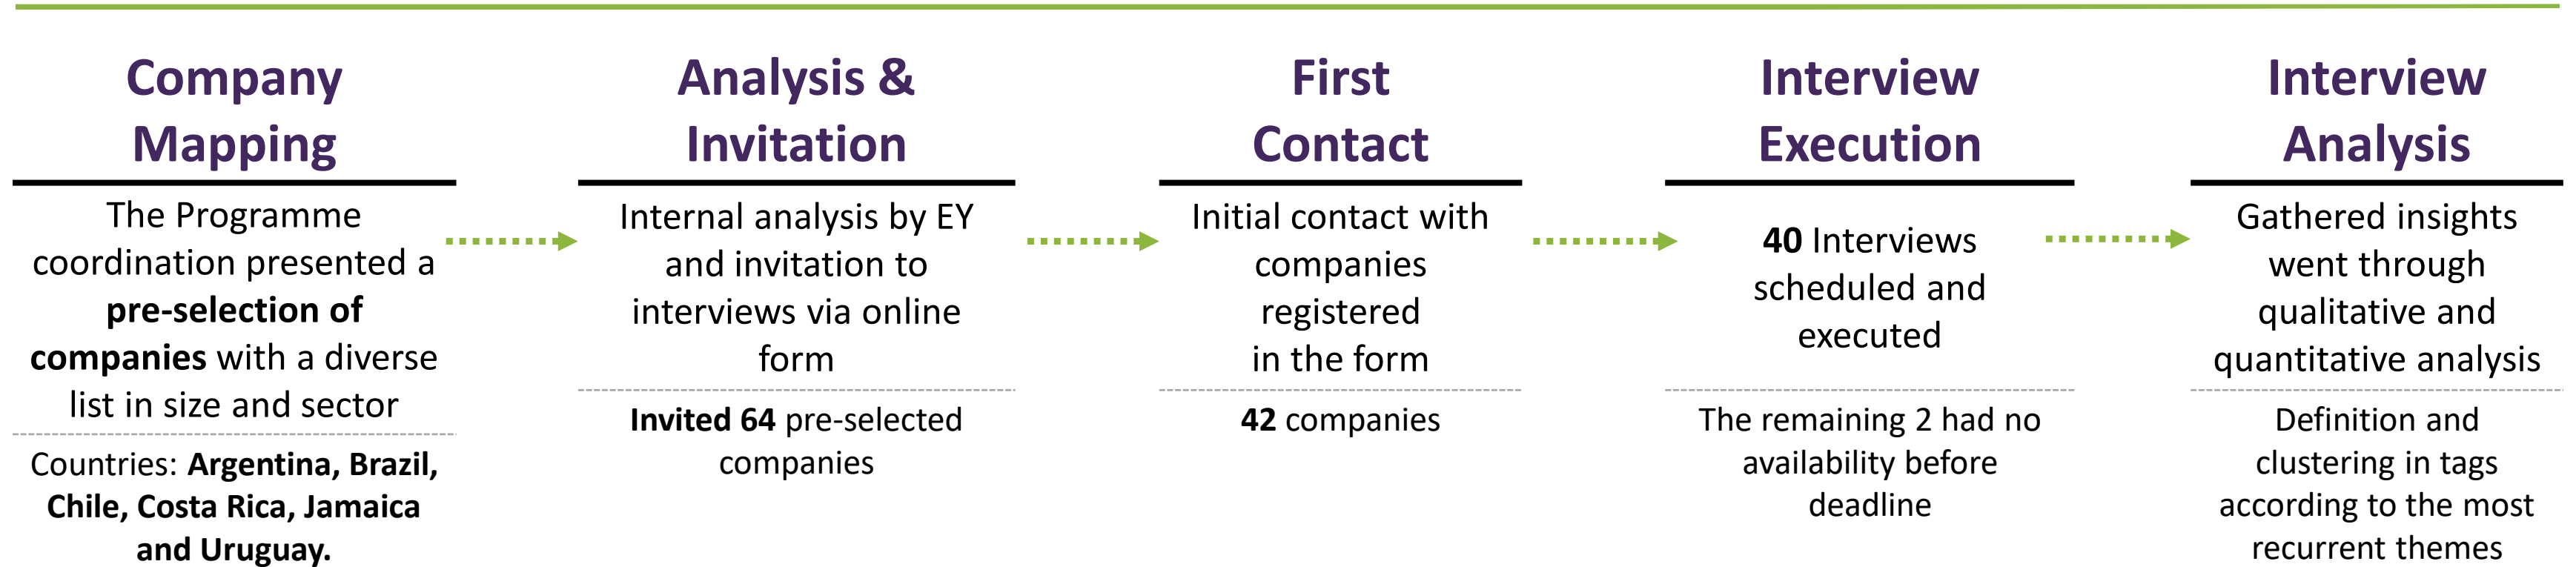 Company
Mapping
The Programme
coordination presented a
pre-selection of
companies with a diverse
list in size and sector
Countries: Argentina, Brazil,
Chile, Costa Rica, Jamaica
and Uruguay.
Analysis &
Invitation
Internal analysis by EY
and invitation to
interviews via online
form
Invited 64 pre-selected
companies
First
Contact
Initial contact with
companies
registered
in the form
42 companies
Interview
Execution
40 Interviews
scheduled and
executed
The remaining 2 had no
availability before
deadline
Interview
Analysis
Gathered insights
went through
qualitative and
quantitative analysis
Definition and
clustering in tags
according to the most
recurrent themes